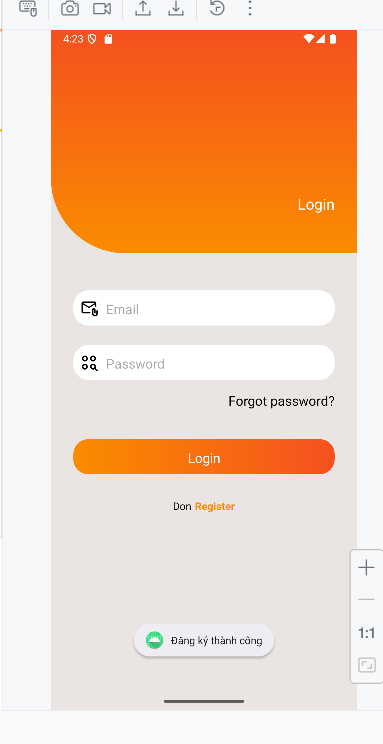 4:23
Login
Email
Password
Forgot password?
Login
Don Register
Đăng ký thành công
1:1